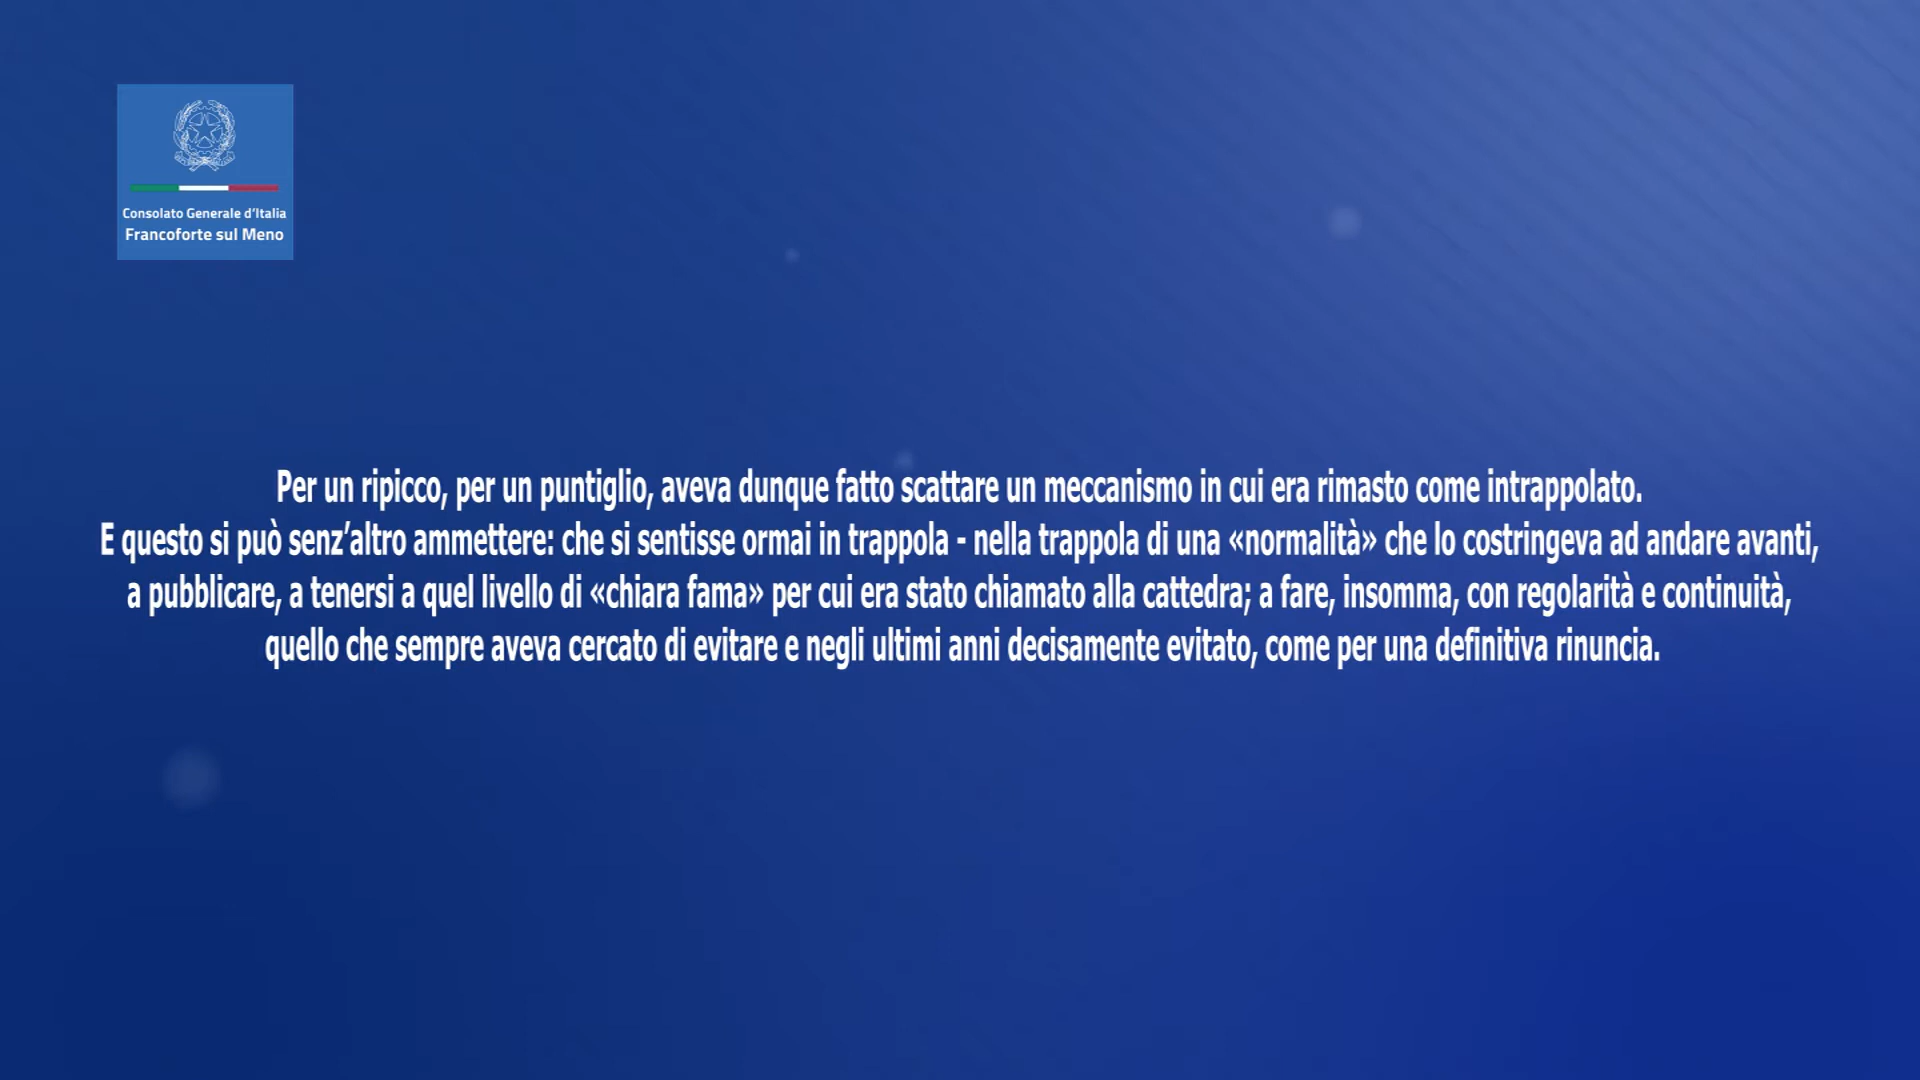 Consolato Generale d'Italia
Francoforte sul Meno
Per un ripicco, per un puntiglio, aveva dunque fatto scattare un meccanismo in cui era rimasto come intrappolato.
E questo si può senz’altro ammettere: che si sentisse ormai in trappola - nella trappola di una «normalità» che lo costringeva ad andare avanti,
a pubblicare, a tenersi a quel livello di «chiara fama» per cui era stato chiamato alla cattedra; a fare, insomma, con regolarità e continuità,
quello che sempre aveva cercato di evitare e negli ultimi anni decisamente evitato, come per una definitiva rinuncia.